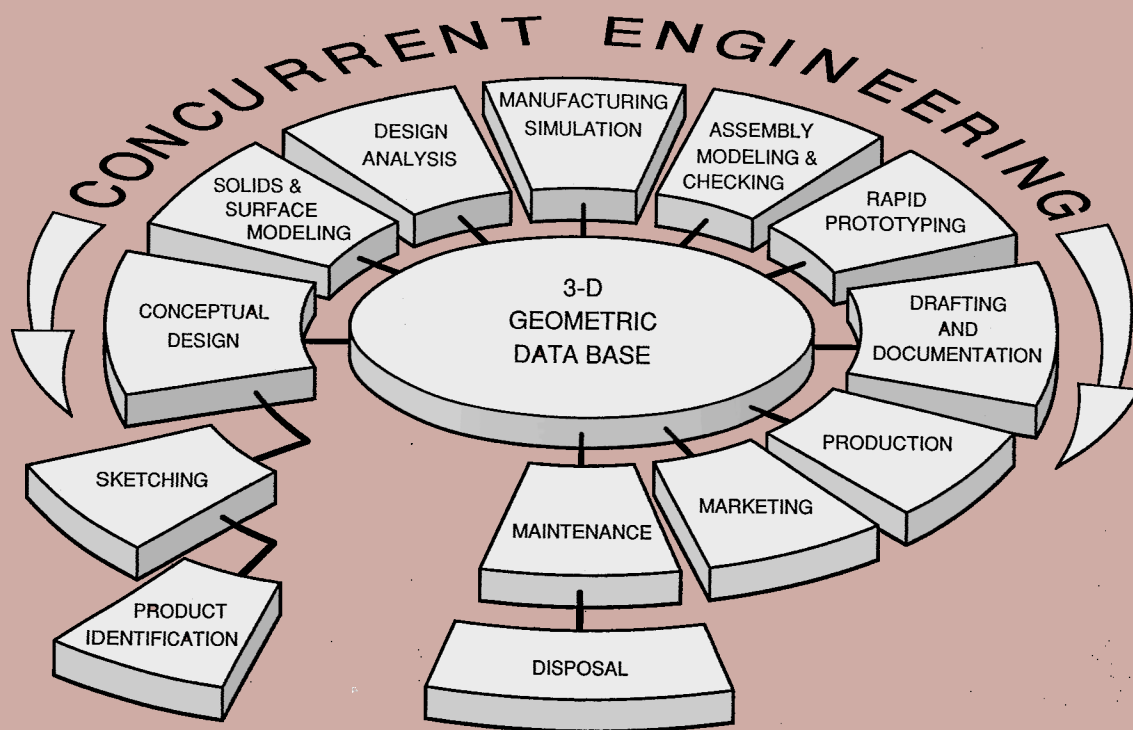 CONCURRENT ENGINEERING
MANUFACTURING
SIMULATION
DESIGN
ANALYSIS
ASSEMBLY
MODELING &
CHECKING
SOLIDS &
SURFACE
MODELING
RAPID
PROTOTYPING
CONCEPTUAL
DESIGN
3-D
GEOMETRIC
DATA BASE
DRAFTING
AND
DOCUMENTATION
SKETCHING
PRODUCTION
MARKETING
MAINTENANCE
PRODUCT
IDENTIFICATION
DISPOSAL